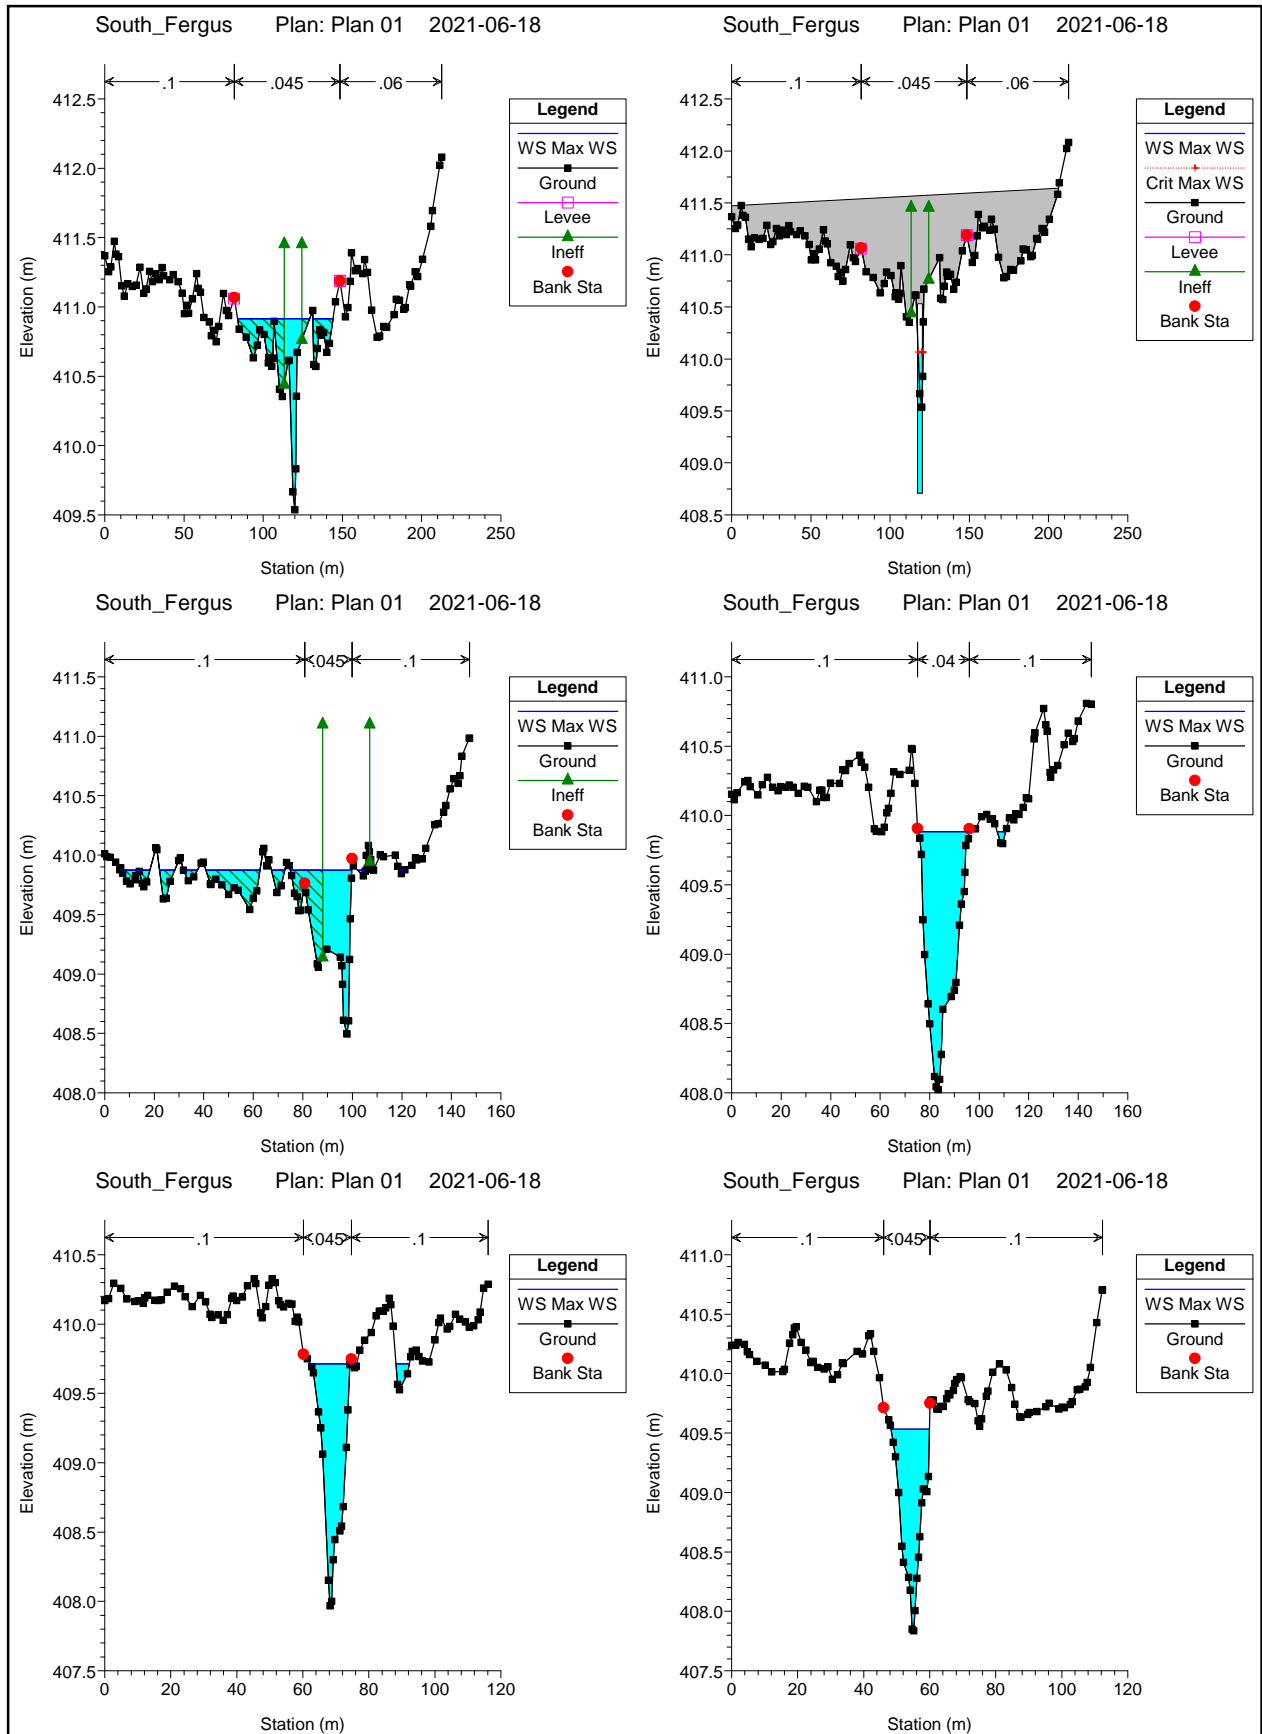 South_Fergus Plan: Plan 01 2021-06-18
.1 .045 .06
412.5
412.0
411.5
411.0
410.5
410.0
409.5
Elevation (m)
0 50 100 150 200 250
Station (m)
Legend
WS Max WS
Ground
Levee
Ineff
Bank Sta
South_Fergus Plan: Plan 01 2021-06-18
.1 .045 .06
412.5
412.0
411.5
411.0
410.5
410.0
409.5
409.0
408.5
Elevation (m)
0 50 100 150 200 250
Station (m)
Legend
WS Max WS
Crit Max WS
Ground
Levee
Ineff
Bank Sta
South_Fergus Plan: Plan 01 2021-06-18
.1 .045 .1
411.5
411.0
410.5
410.0
409.5
409.0
408.5
408.0
Elevation (m)
0 20 40 60 80 100 120 140 160
Station (m)
Legend
WS Max WS
Ground
Ineff
Bank Sta
South_Fergus Plan: Plan 01 2021-06-18
.1 .04 .1
411.0
410.5
410.0
409.5
409.0
408.5
408.0
Elevation (m)
0 20 40 60 80 100 120 140 160
Station (m)
Legend
WS Max WS
Ground
Bank Sta
South_Fergus Plan: Plan 01 2021-06-18
.1 .045 .1
410.5
410.0
409.5
409.0
408.5
408.0
407.5
Elevation (m)
0 20 40 60 80 100 120
Station (m)
Legend
WS Max WS
Ground
Bank Sta
South_Fergus Plan: Plan 01 2021-06-18
.1 .045 .1
411.0
410.5
410.0
409.5
409.0
408.5
408.0
407.5
Elevation (m)
0 20 40 60 80 100 120
Station (m)
Legend
WS Max WS
Ground
Bank Sta